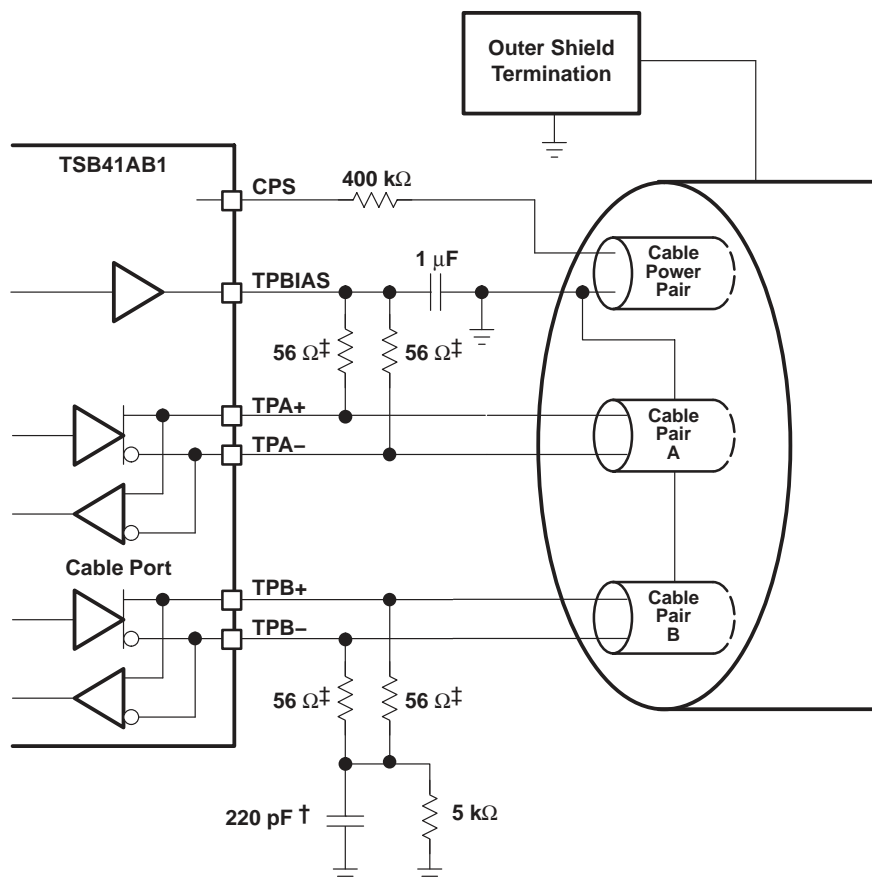 Outer Shield
Termination
TSB41AB1
CPS
400 kΩ
Cable
Power
Pair
1 μF
TPBIAS
56 Ω‡
56 Ω‡
TPA+
Cable
Pair
A
TPA–
Cable Port
TPB+
Cable
Pair
B
TPB–
56 Ω‡
56 Ω‡
220 pF †
5 kΩ